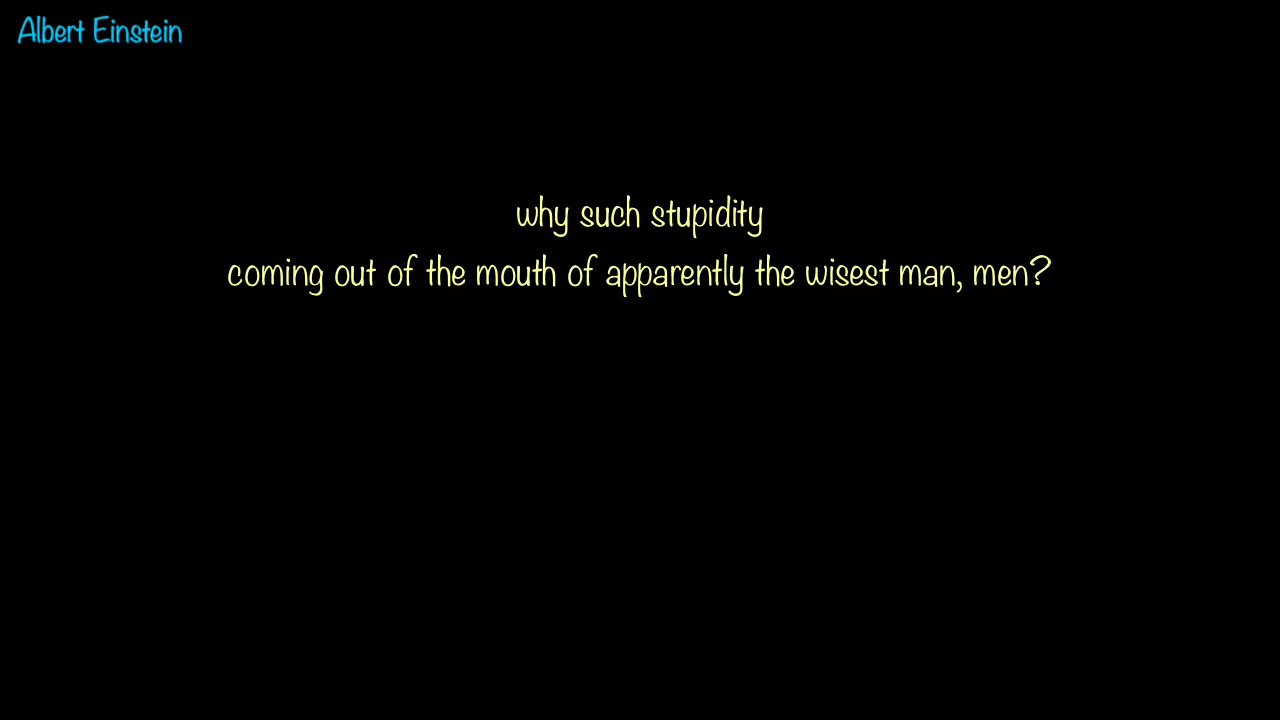 Albert Einstein
why such stupidity
coming out of the mouth of apparently the wisest man, men?